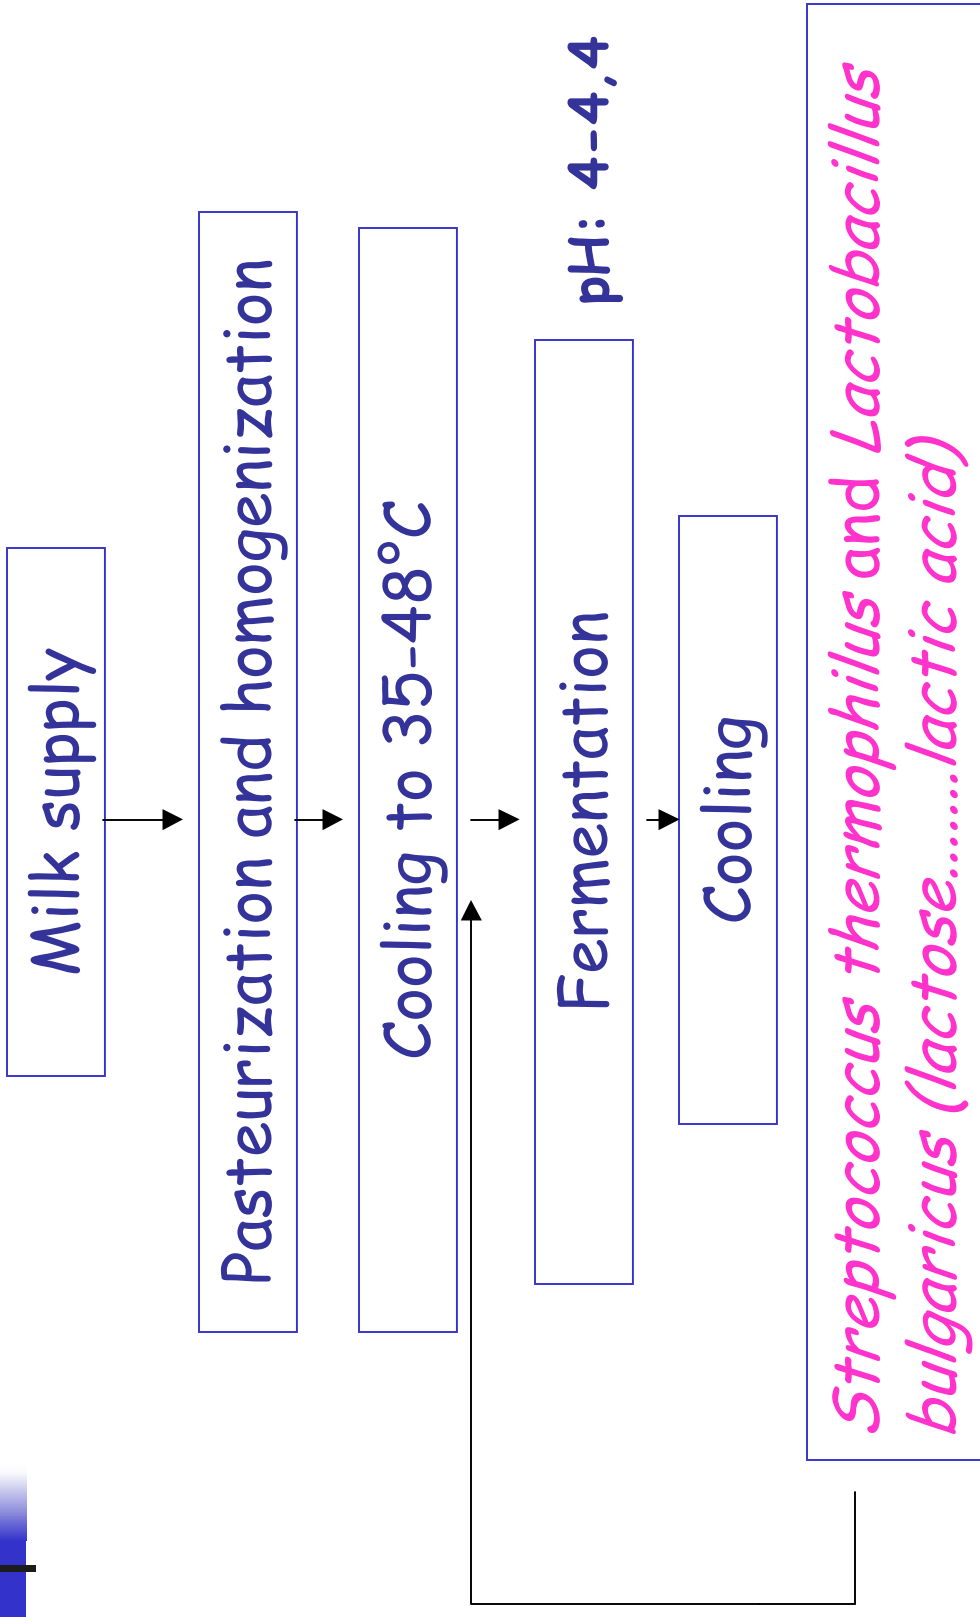 Milk supply
Pasteurization and homogenization
Cooling to 35-48°C
Fermentation
pH: 4-4,4
Cooling
Streptococcus thermophilus and Lactobacillus
bulgaricus (lactose.......lactic acid)